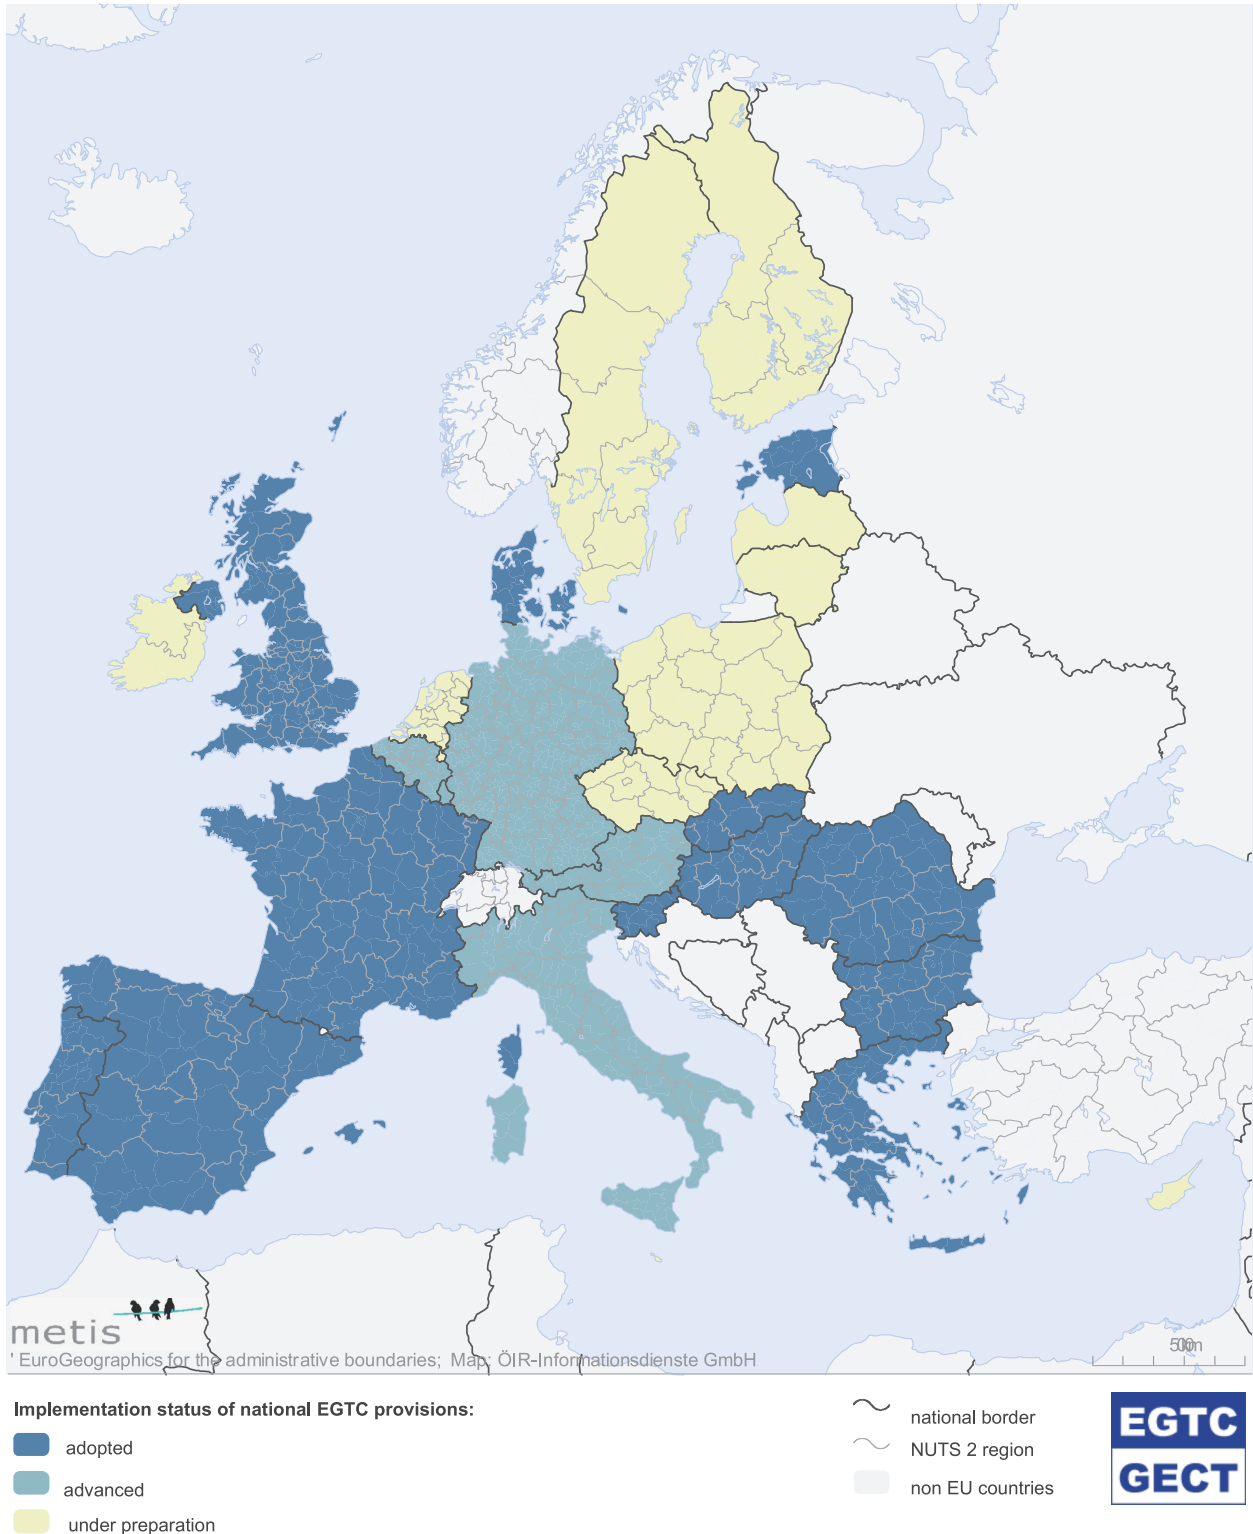 metis
' EuroGeographics for the administrative boundaries; Map: ÖIR-Informationsdienste GmbH
Implementation status of national EGTC provisions:
adopted
advanced
under preparation
national border
NUTS 2 region
non EU countries
EGTC
GECT